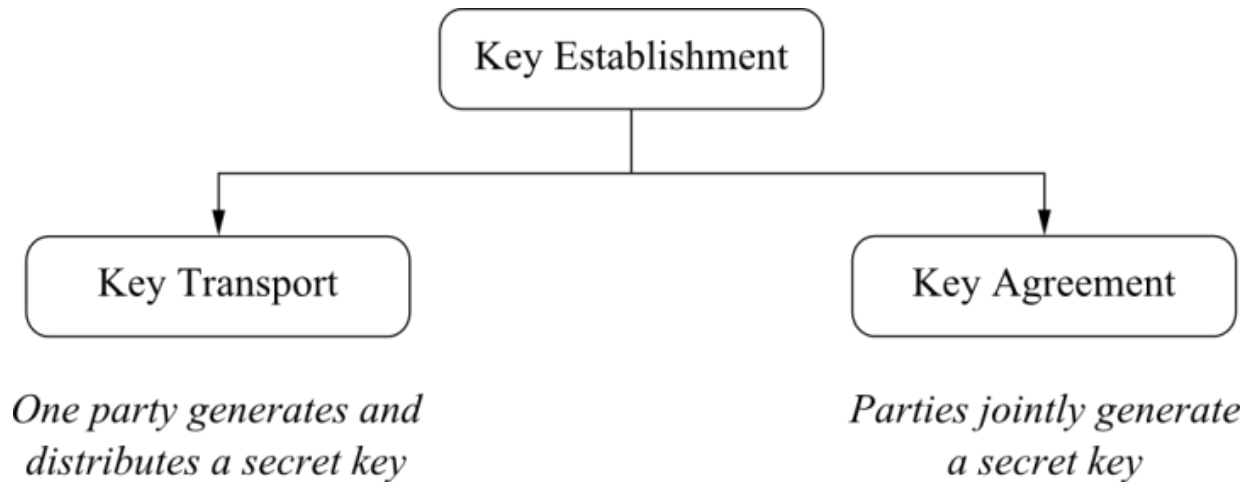 Key Establishment
Key Transport
Key Agreement
One party generates and
distributes a secret key
Parties jointly generate
a secret key